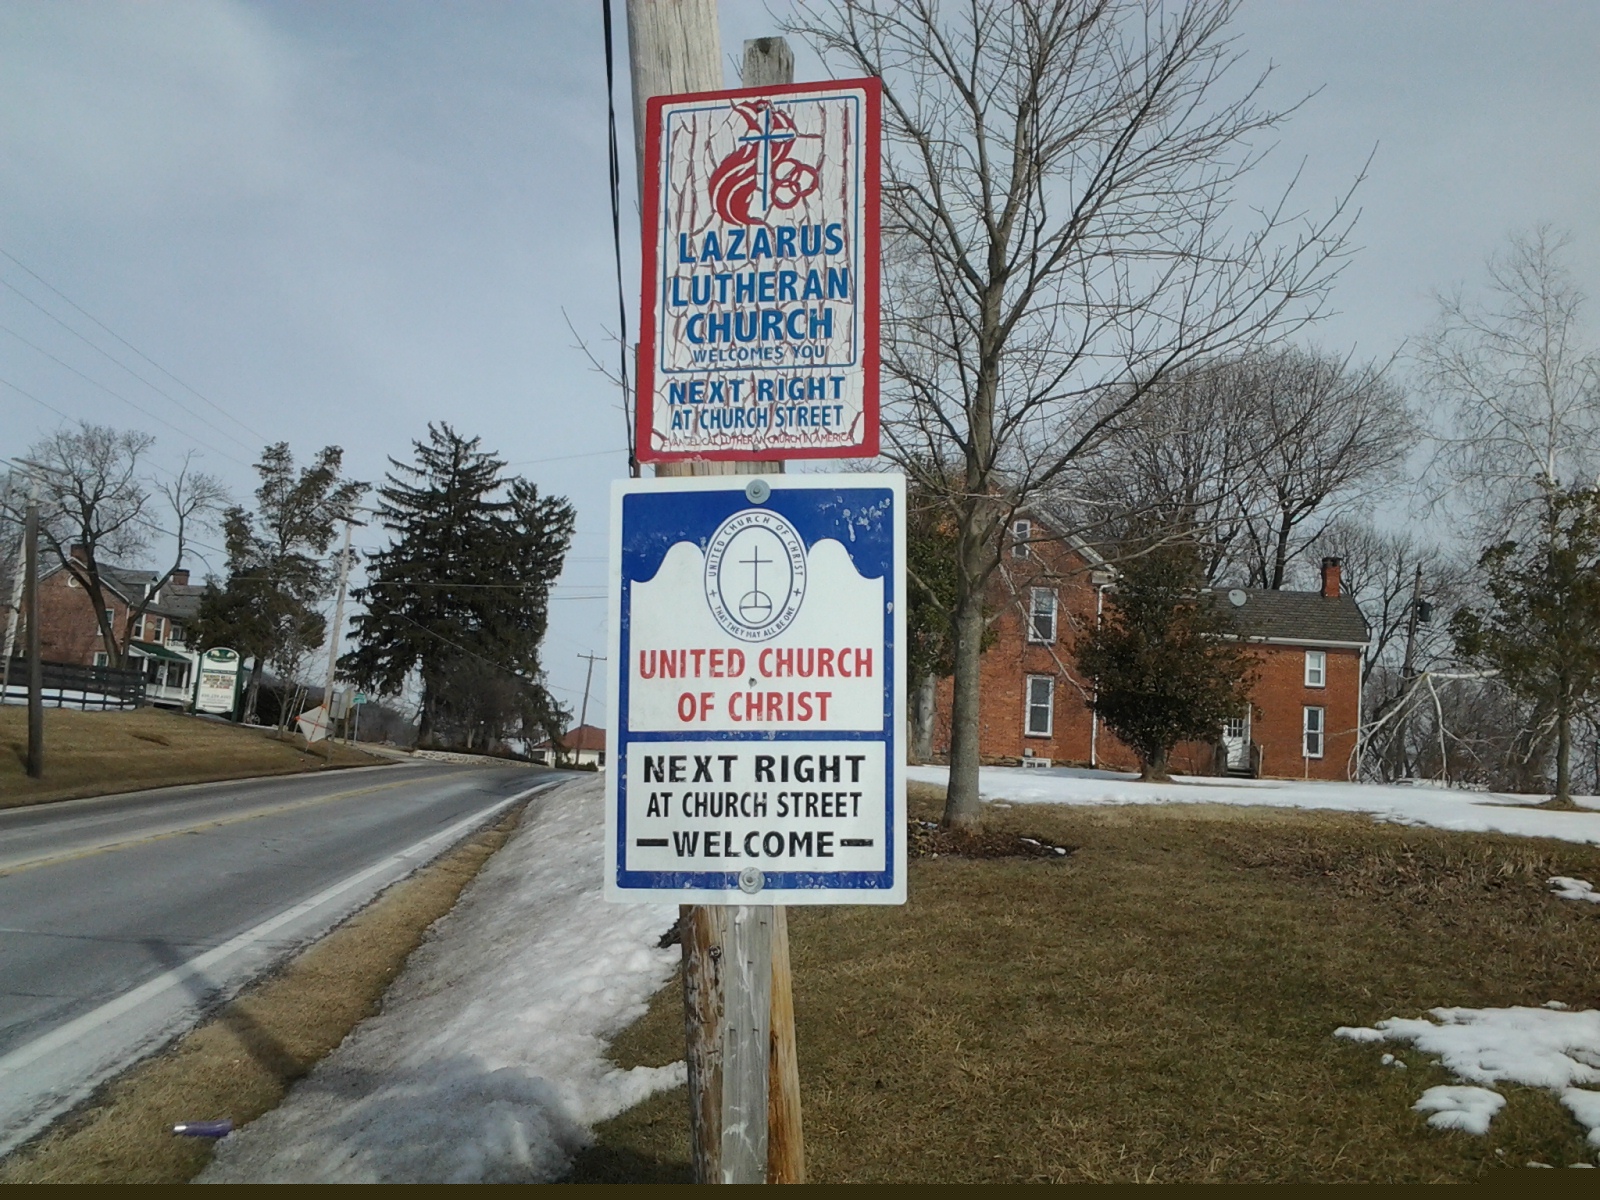 LAZARUS
LUTHERAN
CHURCH
WELCOMES YOU
NEXT RIGHT
AT CHURCH STREET
EVANGELICAL LUTHERAN CHURCH IN AMERICA
UNITED CHURCH OF CHRIST
THAT THEY MAY ALL BE ONE
UNITED CHURCH
OF CHRIST
NEXT RIGHT
AT CHURCH STREET
WELCOME